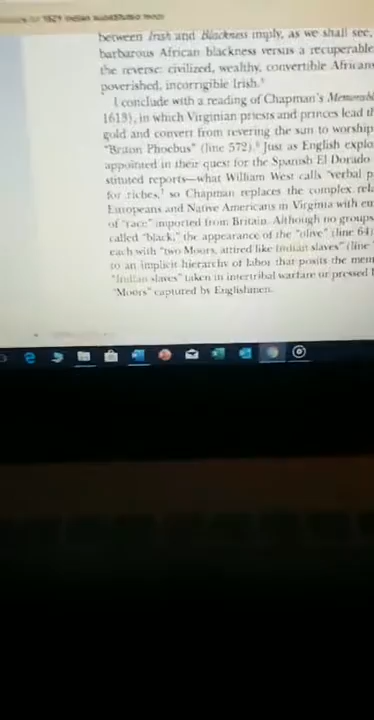 between Irish and Blackness imply, as we shall see,
barbarous African blackness versus a recuperable
the reverse: civilized, wealthy, convertible African
poverished, incorrigible Irish.
I conclude with a reading of Chapman's
1613), in which Virginian priests and princes lead th
gold and convert from revering the sun to worship
"Briton Phoebus" (line 572).⁶ Just as English explo
appointed in their quest for the Spanish El Dorado
stituted reports—what William West calls "verbal p
for riches,⁷ so Chapman replaces the complex rela
Europeans and Native Americans in Virginia with eu
of "race" imported from Britain. Although no groups
called "black," the appearance of the "olive" (line 64
each with "two Moors, attired like Indian slaves" (line
to an implicit hierarchy of labor that posits the mem
"Indian slaves" taken in intertribal warfare or pressed
"Moors" captured by Englishmen.